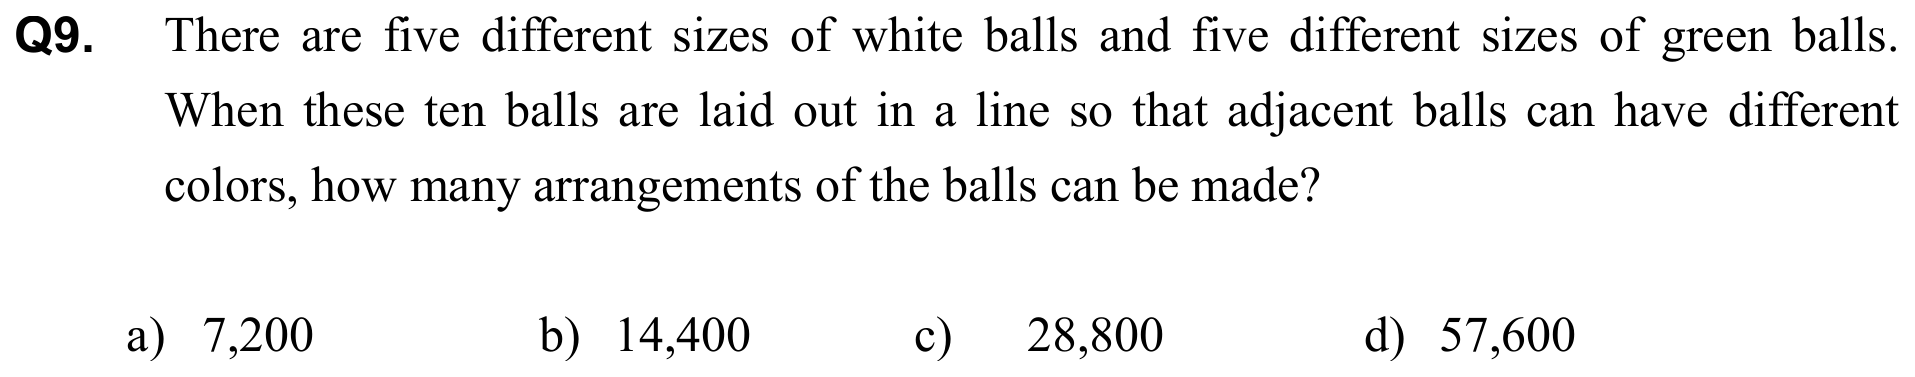 Q9. There are five different sizes of white balls and five different sizes of green balls.
When these ten balls are laid out in a line so that adjacent balls can have different
colors, how many arrangements of the balls can be made?
a) 7,200 b) 14,400 c) 28,800 d) 57,600